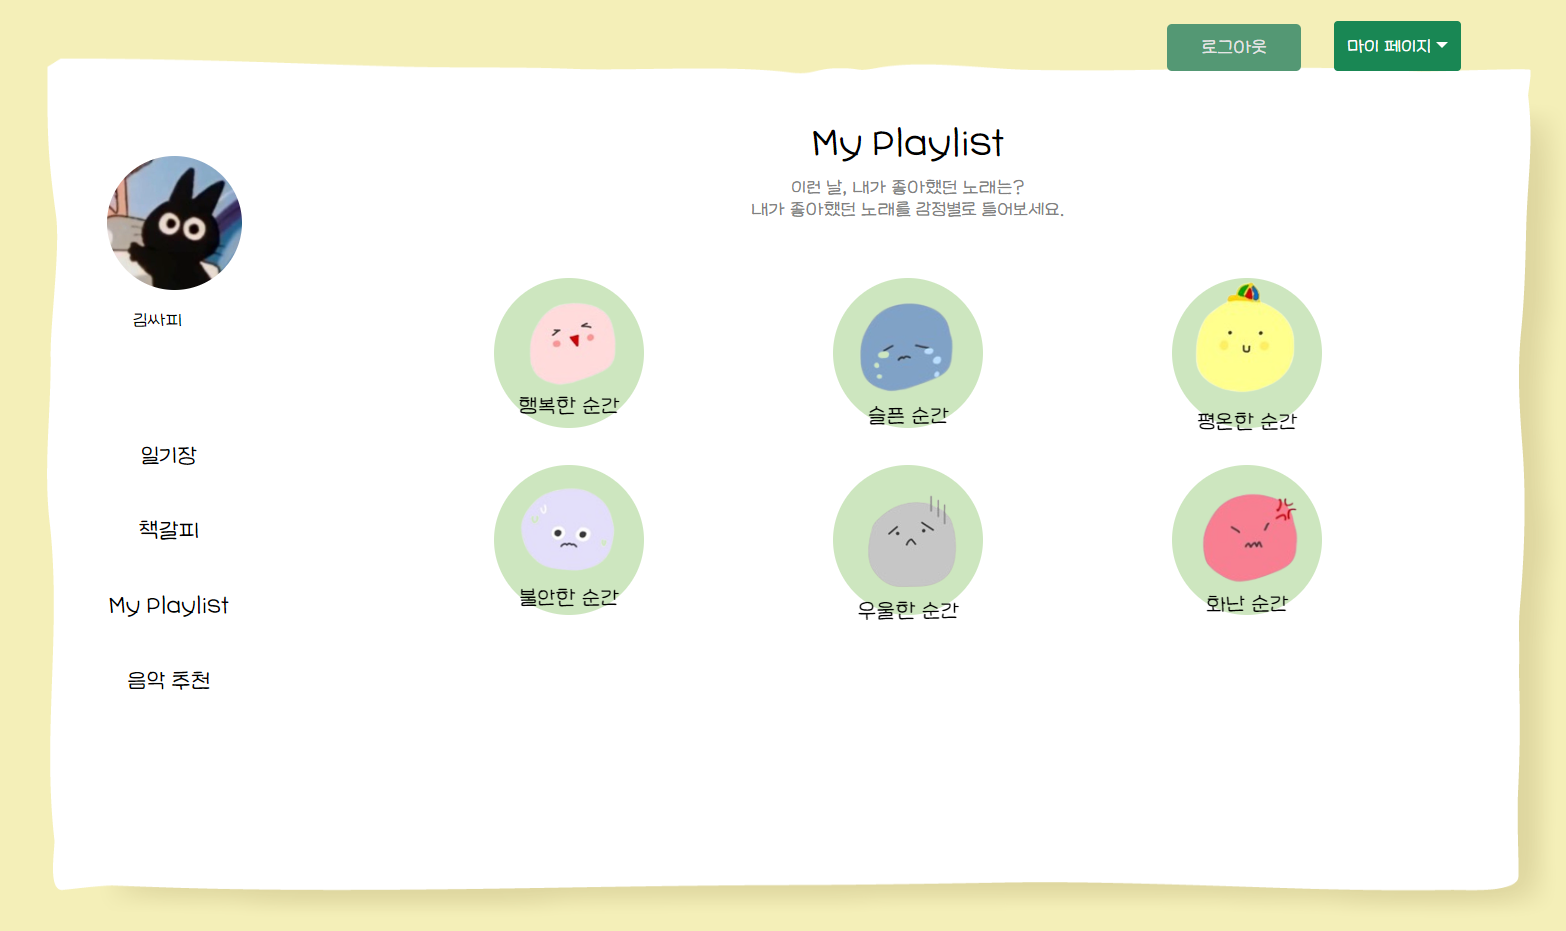 로그아웃
마이 페이지
My Playlist
이런 날, 내가 좋아했던 노래는?
내가 좋아했던 노래를 감정별로 들어보세요.
김싸피
일기장
책갈피
My Playlist
음악 추천
행복한 순간
슬픈 순간
평온한 순간
불안한 순간
우울한 순간
화난 순간